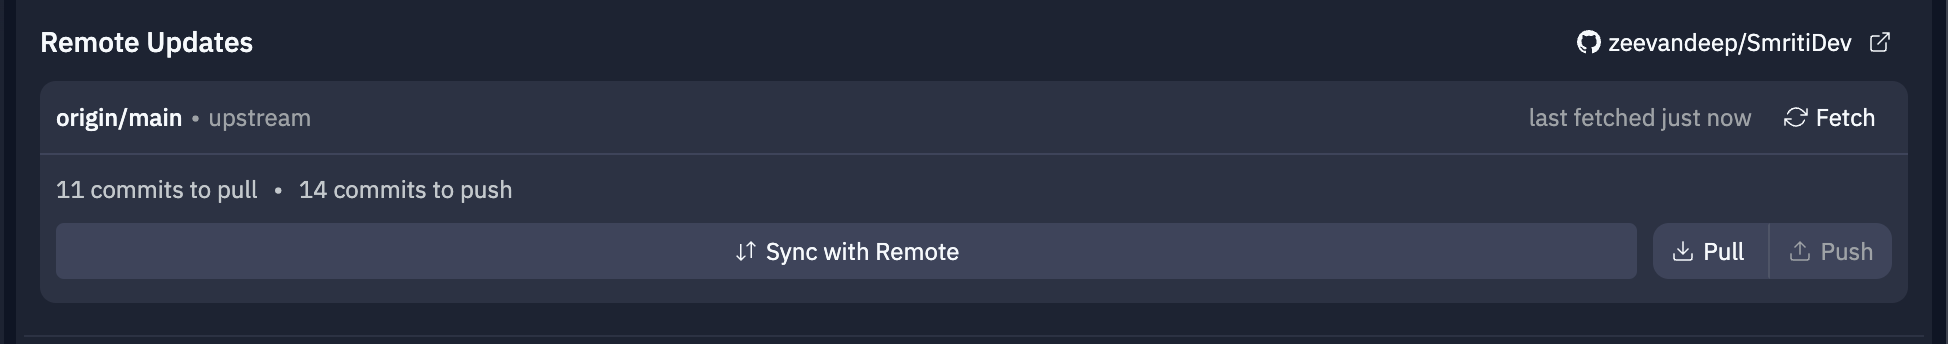 Remote Updates
zeevandeep/SmritiDev
origin/main • upstream
last fetched just now
Fetch
11 commits to pull • 14 commits to push
Sync with Remote
Pull
Push